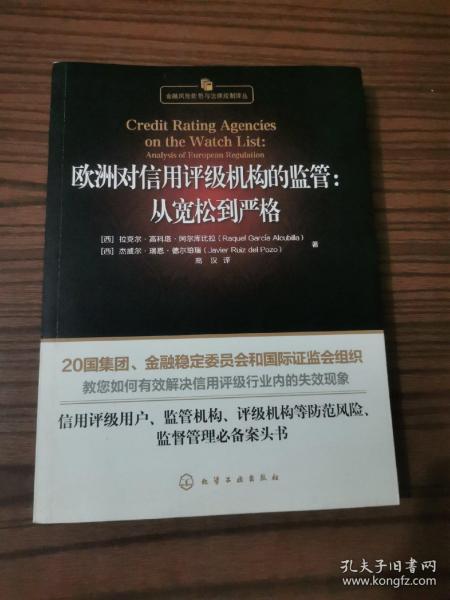 金融风险防范与法律控制译丛
Credit Rating Agencies
on the Watch List:
Analysis of European Regulation
欧洲对信用评级机构的监管：
从宽松到严格
[西] 拉克尔·高科塔·阿尔库比拉（Raquel García Alcubilla）
[西] 杰威尔·瑞恩·德尔珀瑞（Javier Ruiz del Pozo） 著
高汉 译
20国集团、金融稳定委员会和国际证监会组织
教您如何有效解决信用评级行业内的失效现象
信用评级用户、监管机构、评级机构等防范风险、
监督管理必备案头书
化学工业出版社
孔夫子旧书网
www.kongfz.com